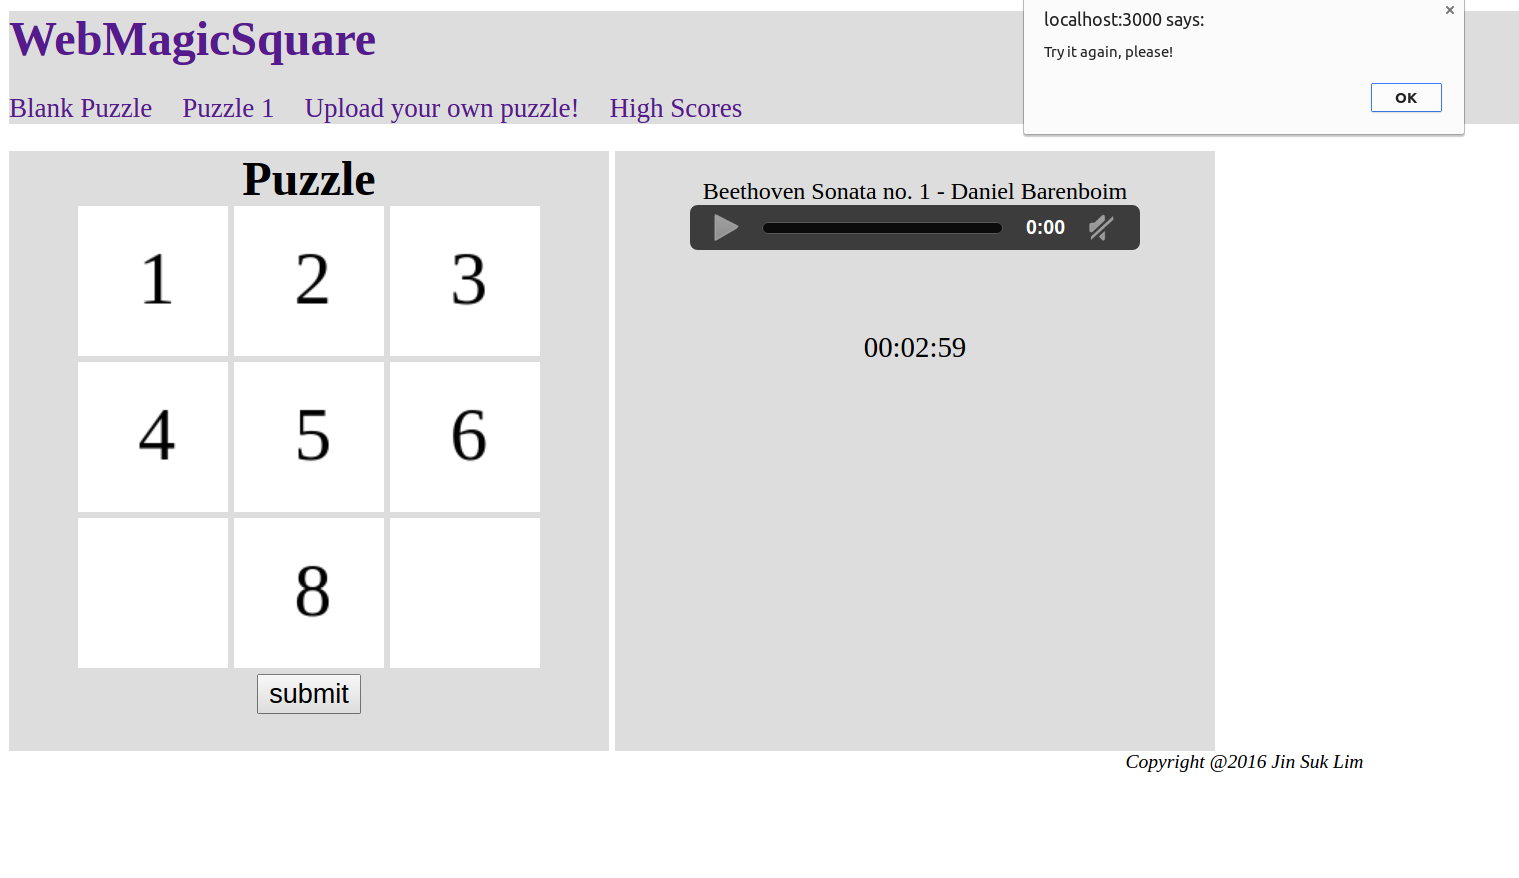 WebMagicSquare
Blank Puzzle Puzzle 1 Upload your own puzzle! High Scores
localhost:3000 says:
Try it again, please!
OK
Puzzle
1 2 3
4 5 6
8
submit
Beethoven Sonata no. 1 - Daniel Barenboim
0:00
00:02:59
Copyright @2016 Jin Suk Lim